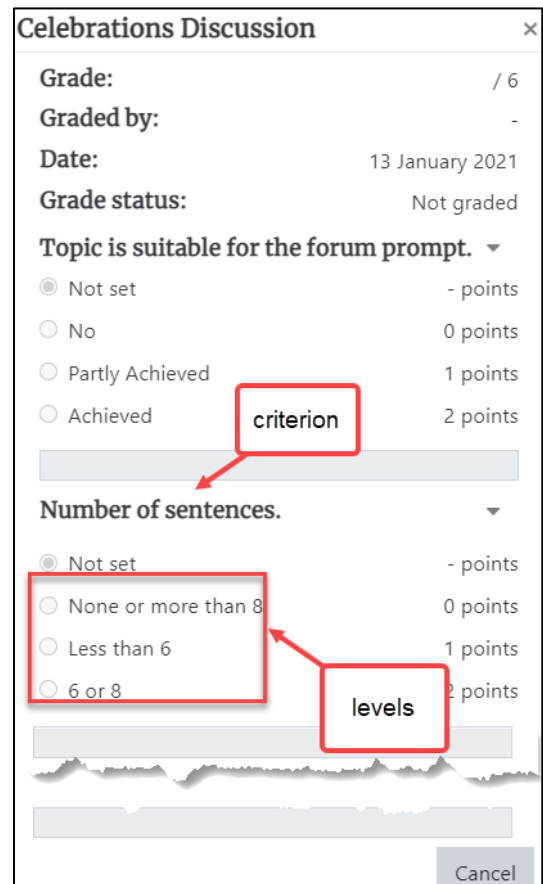 Celebrations Discussion ×
Grade: / 6
Graded by: -
Date: 13 January 2021
Grade status: Not graded
Topic is suitable for the forum prompt.
Not set - points
No 0 points
Partly Achieved 1 points
Achieved 2 points
criterion
Number of sentences.
Not set - points
None or more than 8 0 points
Less than 6 1 points
6 or 8 2 points
levels
Cancel